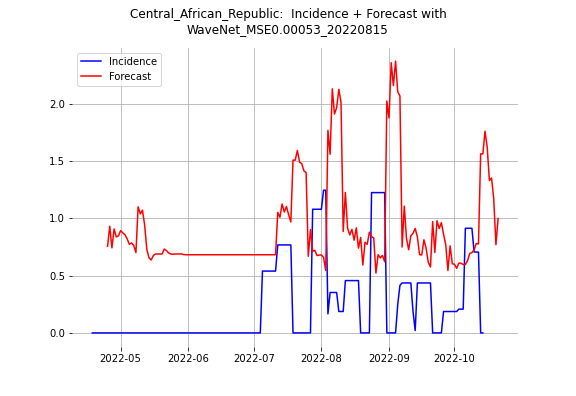 Central_African_Republic:  Incidence + Forecast with
WaveNet_MSE0.00053_20220815
Incidence
Forecast
2.0
1.5
1.0
0.5
0.0
2022-05 2022-06 2022-07 2022-08 2022-09 2022-10